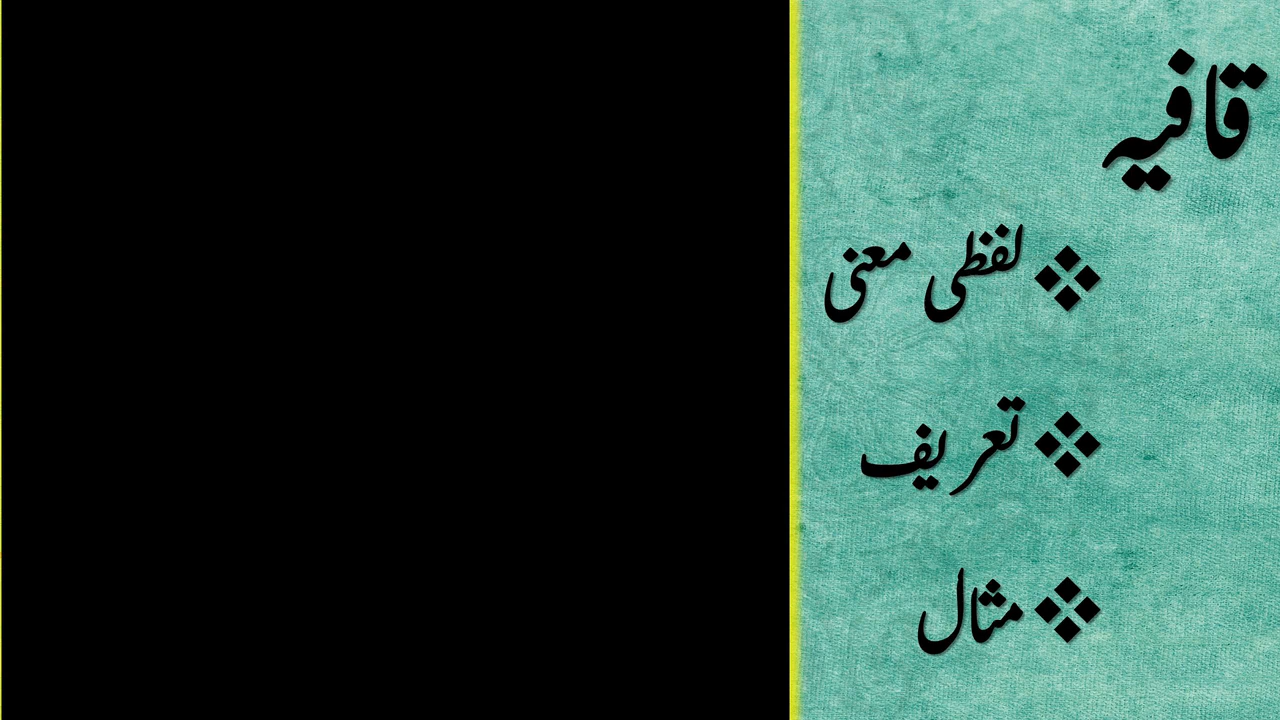 قافیہ
لفظی معنی
تعریف
مثال